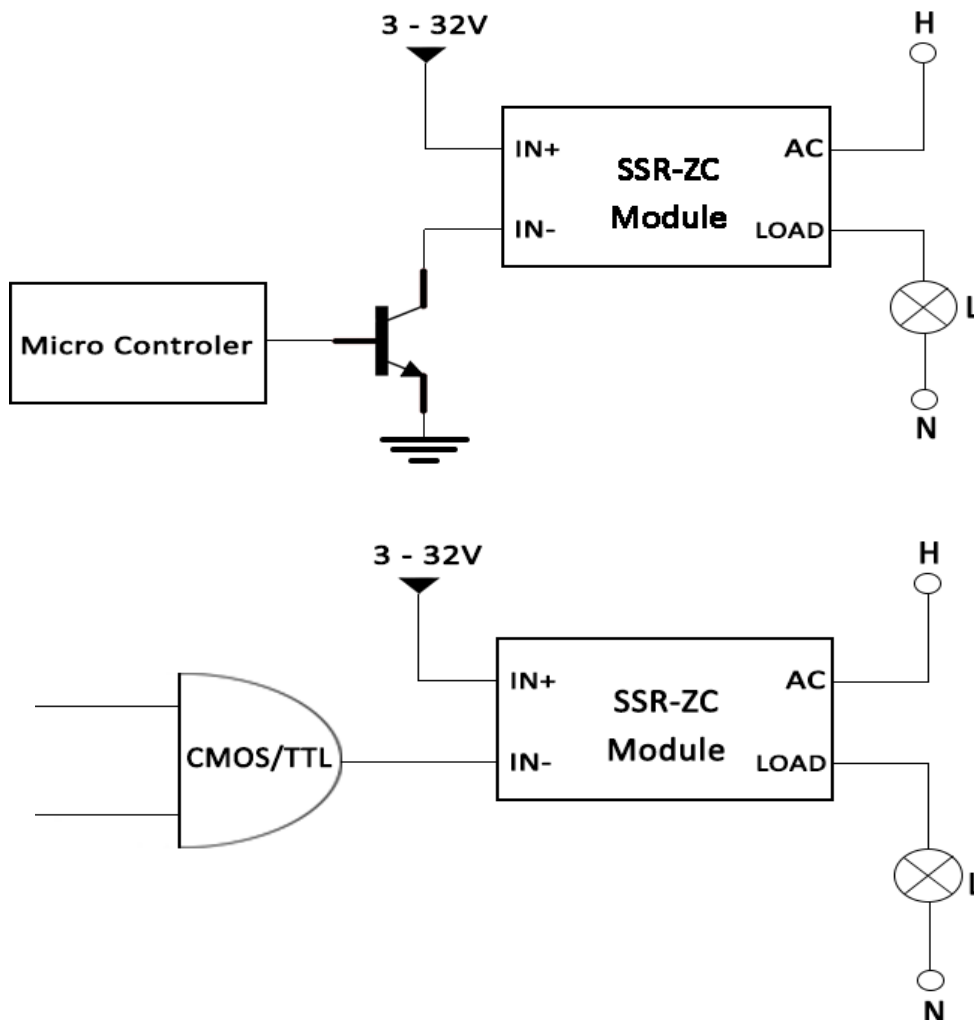 3 - 32V
H
IN+
SSR-ZC
AC
Module
IN-
LOAD
L
Micro Controler
N
3 - 32V
H
IN+
SSR-ZC
AC
CMOS/TTL
Module
IN-
LOAD
L
N